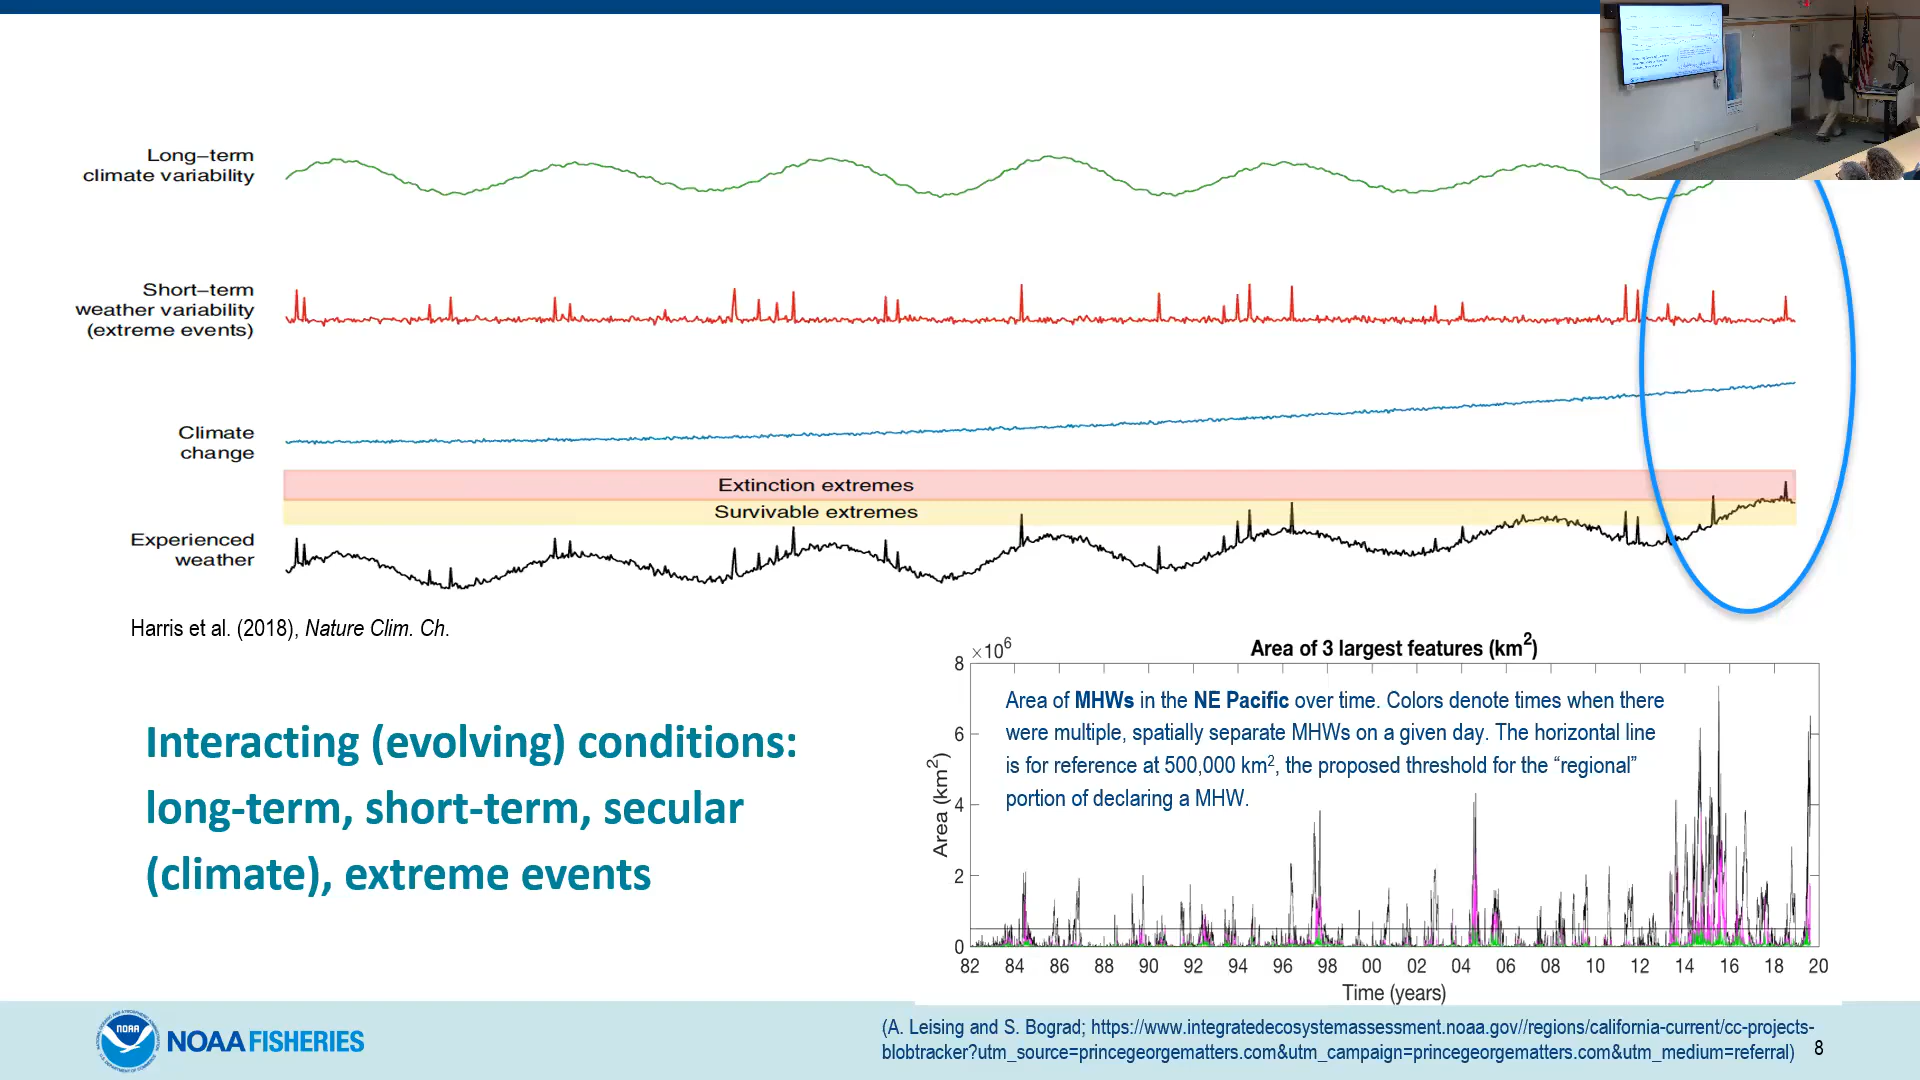 Long–term
climate variability
Short–term
weather variability
(extreme events)
Climate
change
Extinction extremes
Survivable extremes
Experienced
weather
Harris et al. (2018), Nature Clim. Ch.
Interacting (evolving) conditions:
long-term, short-term, secular
(climate), extreme events
Area of 3 largest features (km²)
×10⁶
Area of MHWs in the NE Pacific over time. Colors denote times when there
were multiple, spatially separate MHWs on a given day. The horizontal line
is for reference at 500,000 km², the proposed threshold for the “regional”
portion of declaring a MHW.
Area (km²)
8
6
4
2
0
82 84 86 88 90 92 94 96 98 00 02 04 06 08 10 12 14 16 18 20
Time (years)
NOAA
NOAA FISHERIES
(A. Leising and S. Bograd; https://www.integratedecosystemassessment.noaa.gov//regions/california-current/cc-projects-
blobtracker?utm_source=princegeorgematters.com&utm_campaign=princegeorgematters.com&utm_medium=referral)
8